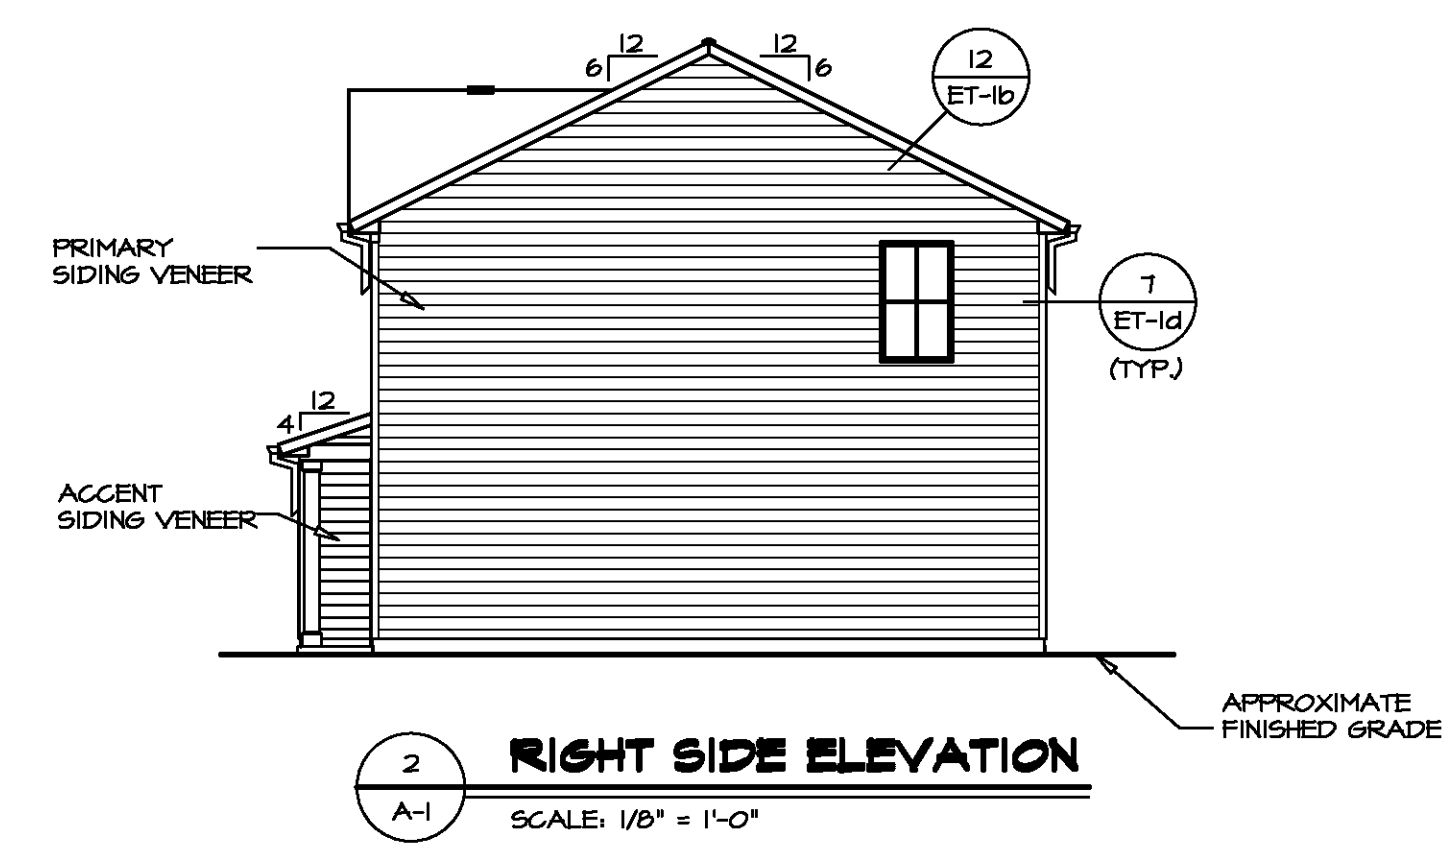 12
6
12
6
12
ET-1b
PRIMARY
SIDING VENEER
7
ET-1d
(TYP.)
12
4
ACCENT
SIDING VENEER
APPROXIMATE
FINISHED GRADE
2
A-1
RIGHT SIDE ELEVATION
SCALE: 1/8" = 1'-0"